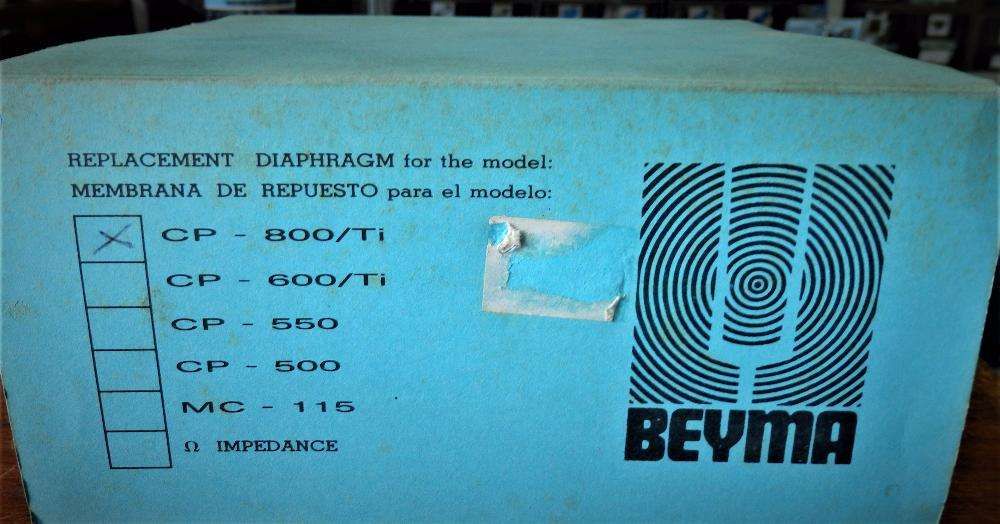 REPLACEMENT DIAPHRAGM for the model:
MEMBRANA DE REPUESTO para el modelo:
X CP - 800/Ti
CP - 600/Ti
CP - 550
CP - 500
MC - 115
Ω IMPEDANCE
BEYMA